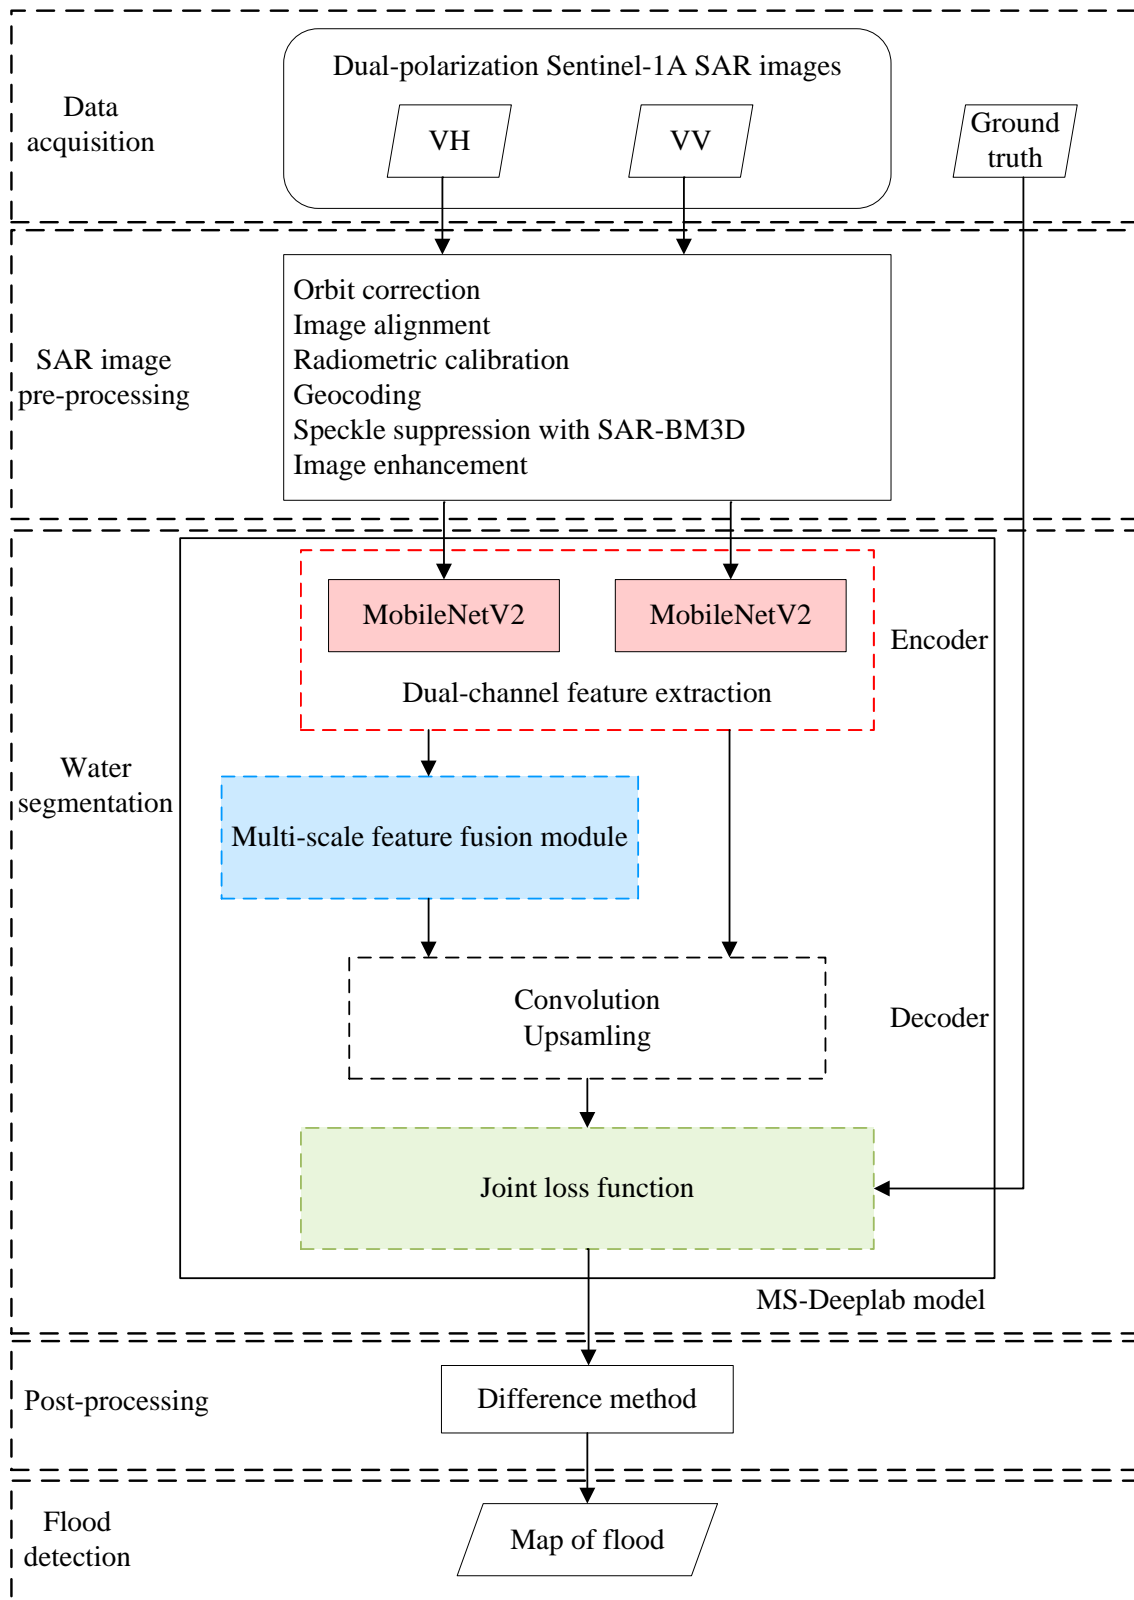 Dual-polarization Sentinel-1A SAR images
Data
acquisition
VH
VV
Ground
truth
SAR image
pre-processing
Orbit correction
Image alignment
Radiometric calibration
Geocoding
Speckle suppression with SAR-BM3D
Image enhancement
Water
segmentation
MobileNetV2
MobileNetV2
Encoder
Dual-channel feature extraction
Multi-scale feature fusion module
Convolution
Upsamling
Decoder
Joint loss function
MS-Deeplab model
Post-processing
Difference method
Flood
detection
Map of flood